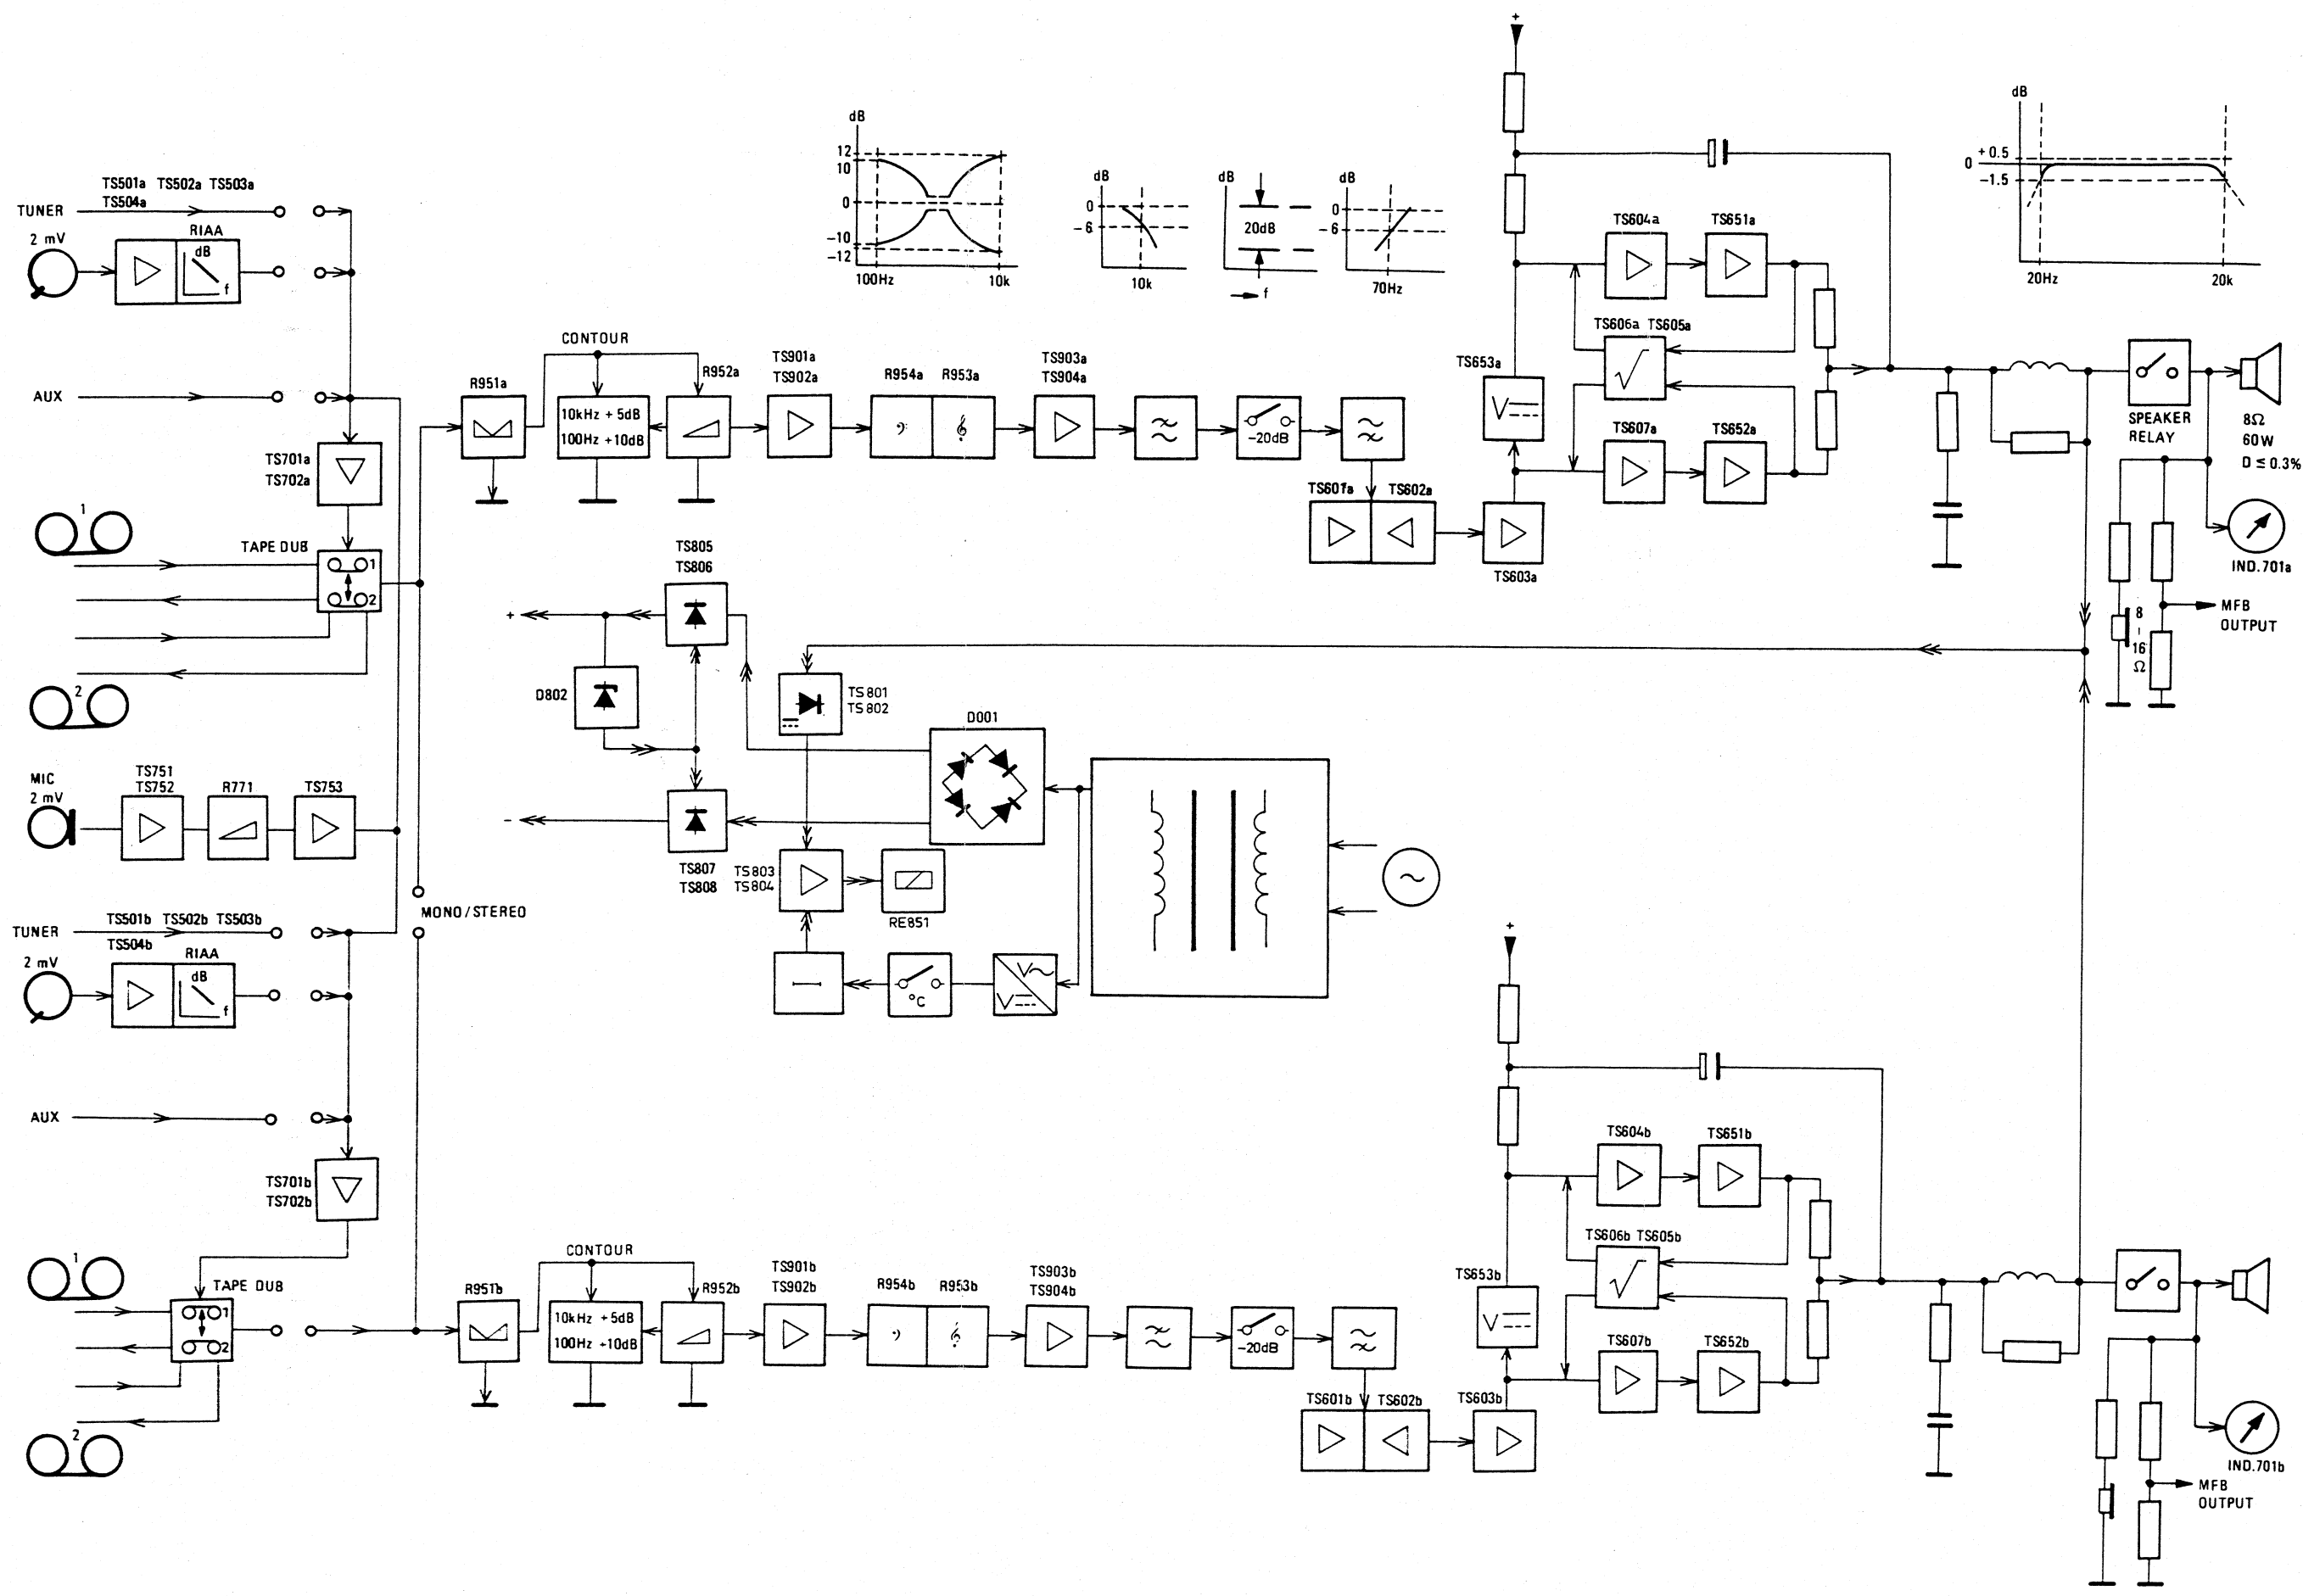 +
dB
12
10
0
-10
-12
100Hz
10k
dB
0
-6
10k
dB
20dB
f
dB
0
-6
70Hz
dB
+0.5
0
-1.5
20Hz
20k
TS501a TS502a TS503a
TS504a
TUNER
2 mV
RIAA
dB
f
AUX
TS701a
TS702a
1
TAPE DUB
1
2
2
CONTOUR
R951a
10kHz + 5dB
100Hz +10dB
R952a
TS901a
TS902a
R954a
R953a
TS903a
TS904a
-20dB
TS601a
TS602a
TS603a
TS653a
V
TS604a
TS651a
TS606a TS605a
TS607a
TS652a
SPEAKER
RELAY
8Ω
60W
D ≤ 0.3%
IND.701a
MFB
OUTPUT
8
-
16
Ω
TS805
TS806
+
D802
-
TS807
TS808
TS801
TS802
D001
TS803
TS804
RE851
°C
V~
V
~
MIC
2 mV
TS751
TS752
R771
TS753
MONO/STEREO
TS501b TS502b TS503b
TS504b
TUNER
2 mV
RIAA
dB
f
AUX
TS701b
TS702b
1
TAPE DUB
1
2
2
CONTOUR
R951b
10kHz +5dB
100Hz +10dB
R952b
TS901b
TS902b
R954b
R953b
TS903b
TS904b
-20dB
TS601b
TS602b
TS603b
+
TS653b
V
TS604b
TS651b
TS606b TS605b
TS607b
TS652b
IND.701b
MFB
OUTPUT